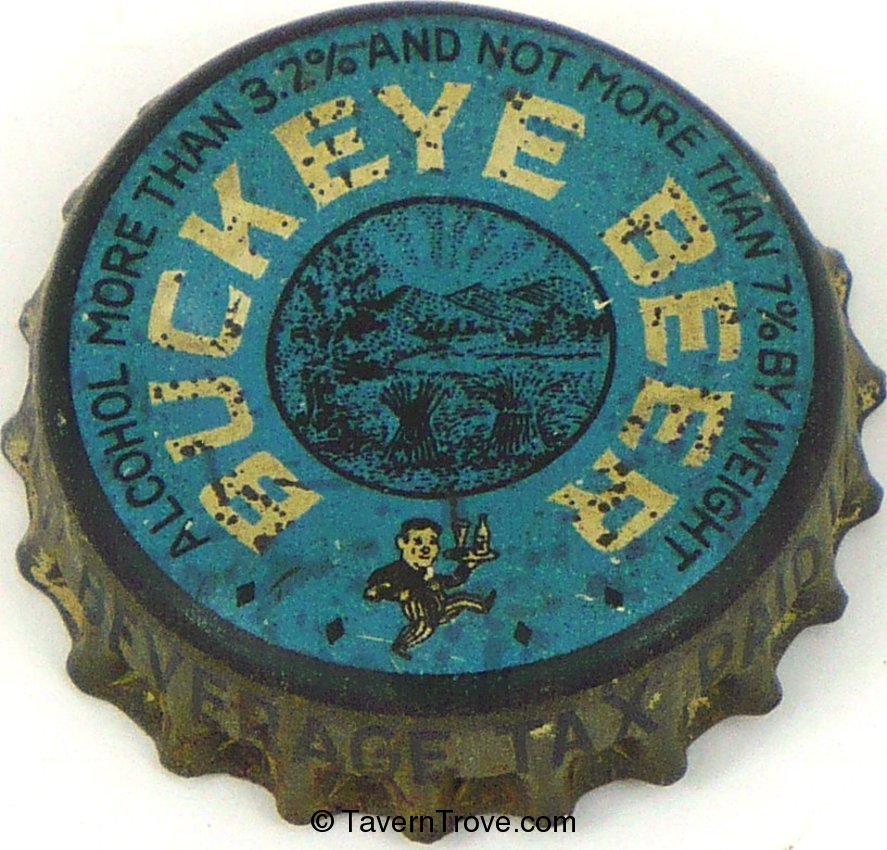 ALCOHOL MORE THAN 3.2% AND NOT MORE THAN 7% BY WEIGHT
BUCKEYE BEER
BEVERAGE TAX PAID
© TavernTrove.com